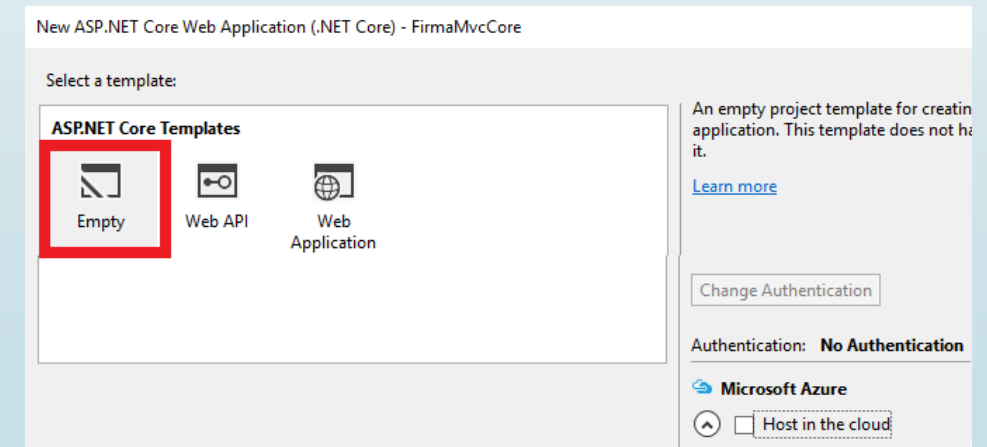 New ASP.NET Core Web Application (.NET Core) - FirmaMvcCore
Select a template:
ASP.NET Core Templates
Empty
Web API
Web
Application
An empty project template for creatin
application. This template does not ha
it.
Learn more
Change Authentication
Authentication: No Authentication
Microsoft Azure
Host in the cloud